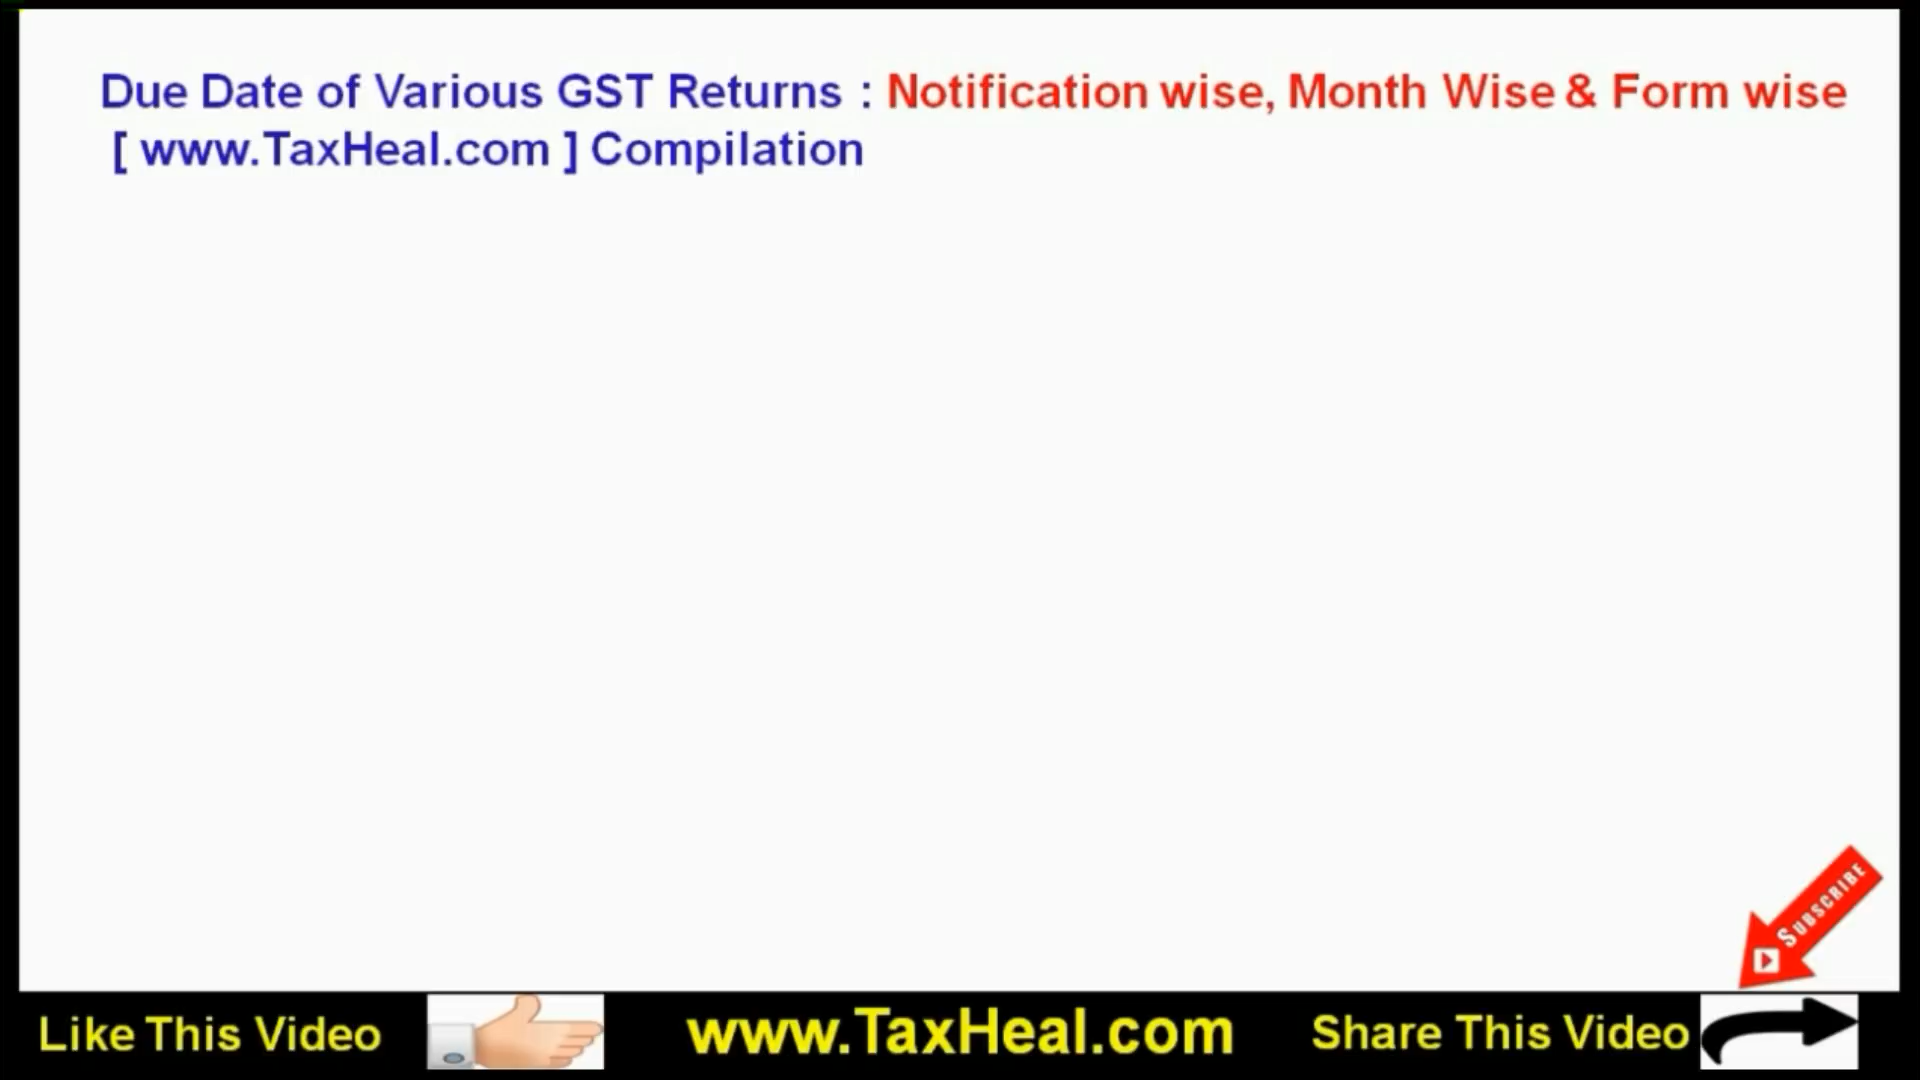 Due Date of Various GST Returns : Notification wise, Month Wise & Form wise
[ www.TaxHeal.com ] Compilation
SUBSCRIBE
Like This Video www.TaxHeal.com Share This Video